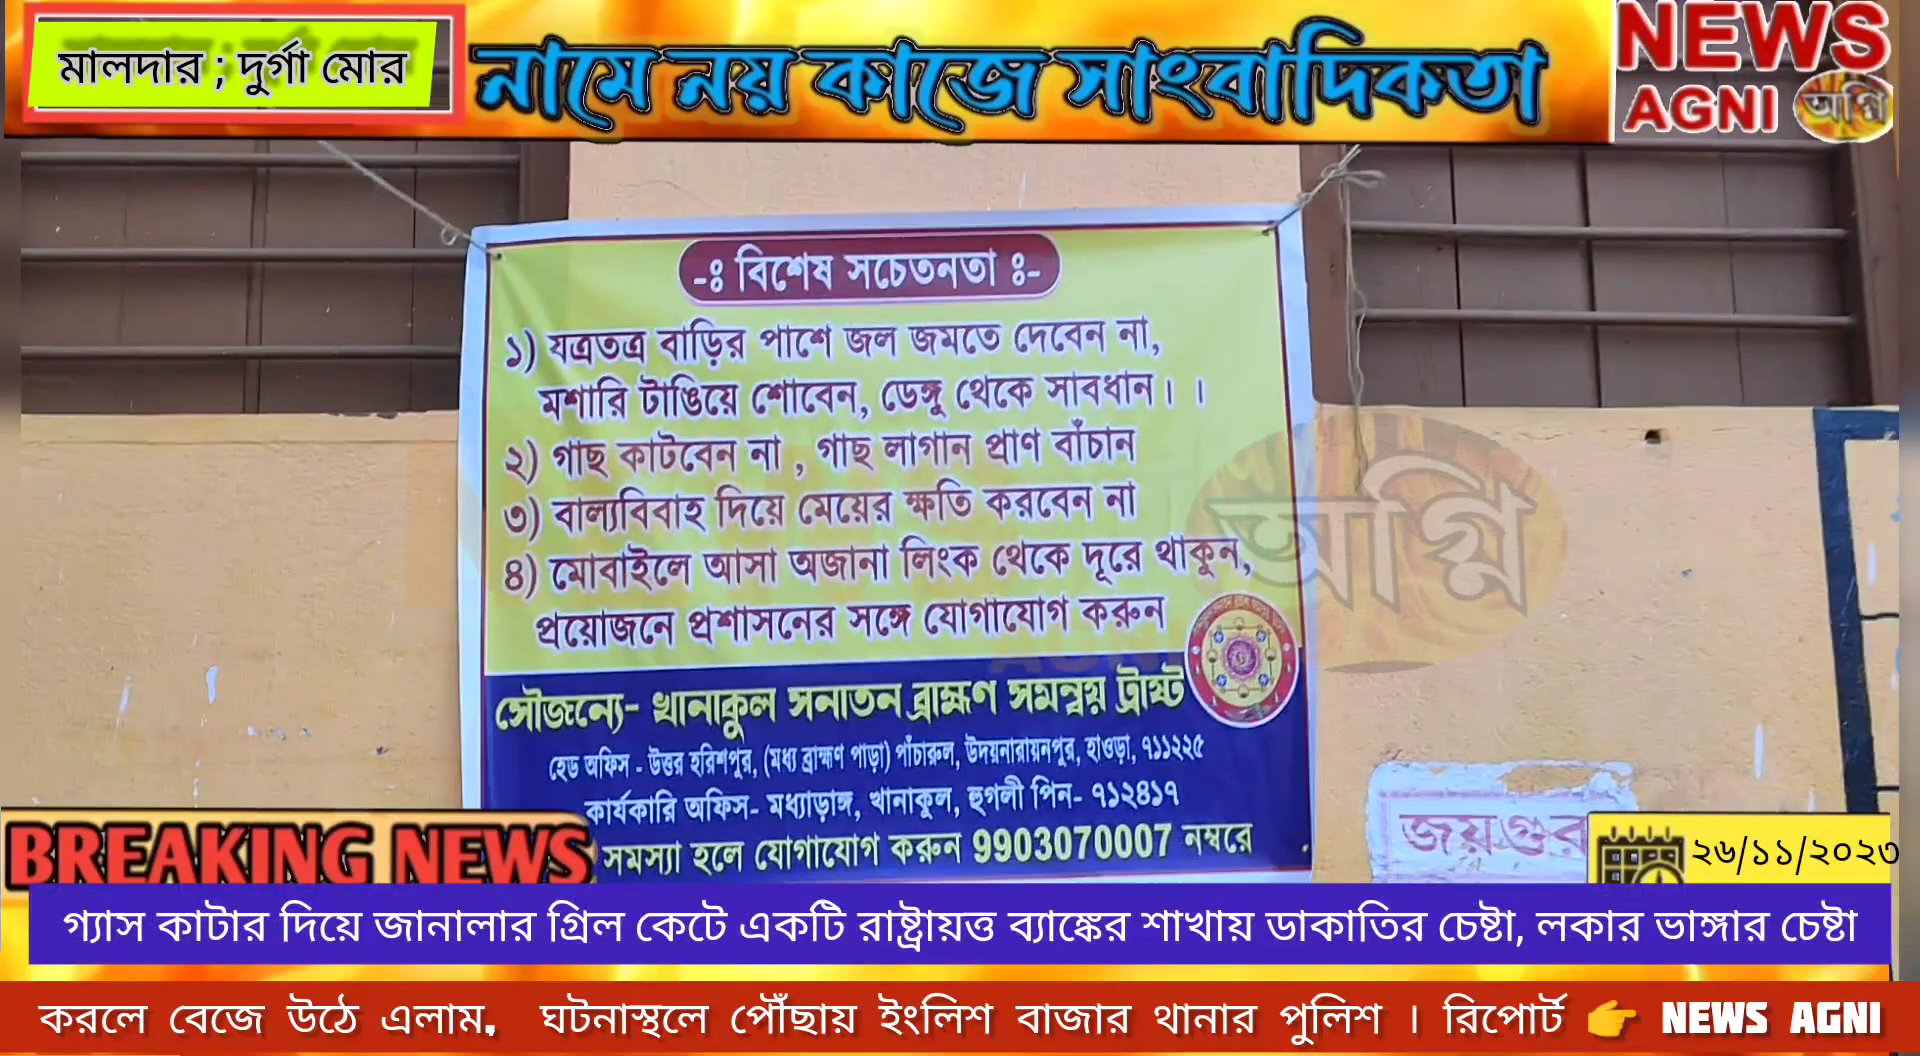 মালদার ; দুর্গা মোর
নামে নয় কাজে সাংবাদিকতা
NEWS
AGNI অগ্নি
-ঃ বিশেষ সচেতনতা ঃ-
১) যত্রতত্র বাড়ির পাশে জল জমতে দেবেন না,
মশারি টাঙিয়ে শোবেন, ডেঙ্গু থেকে সাবধান। ।
২) গাছ কাটবেন না , গাছ লাগান প্রাণ বাঁচান
৩) বাল্যবিবাহ দিয়ে মেয়ের ক্ষতি করবেন না
৪) মোবাইলে আসা অজানা লিংক থেকে দূরে থাকুন,
প্রয়োজনে প্রশাসনের সঙ্গে যোগাযোগ করুন
অগ্নি
AGNI
সৌজন্যে- খানাকুল সনাতন ব্রাহ্মণ সমন্বয় ট্রাষ্ট
হেড অফিস - উত্তর হরিশপুর, (মধ্য ব্রাহ্মণ পাড়া) পাঁচারুল, উদয়নারায়নপুর, হাওড়া, ৭১১২২৫
কার্যকারি অফিস- মধ্যাড়াঙ্গ, খানাকুল, হুগলী পিন- ৭১২৪১৭
সমস্যা হলে যোগাযোগ করুন 9903070007 নম্বরে
জয়গুর
BREAKING NEWS
২৬/১১/২০২৩
গ্যাস কাটার দিয়ে জানালার গ্রিল কেটে একটি রাষ্ট্রায়ত্ত ব্যাঙ্কের শাখায় ডাকাতির চেষ্টা, লকার ভাঙ্গার চেষ্টা
করলে বেজে উঠে এলাম, ঘটনাস্থলে পৌঁছায় ইংলিশ বাজার থানার পুলিশ । রিপোর্ট 👉 NEWS AGNI